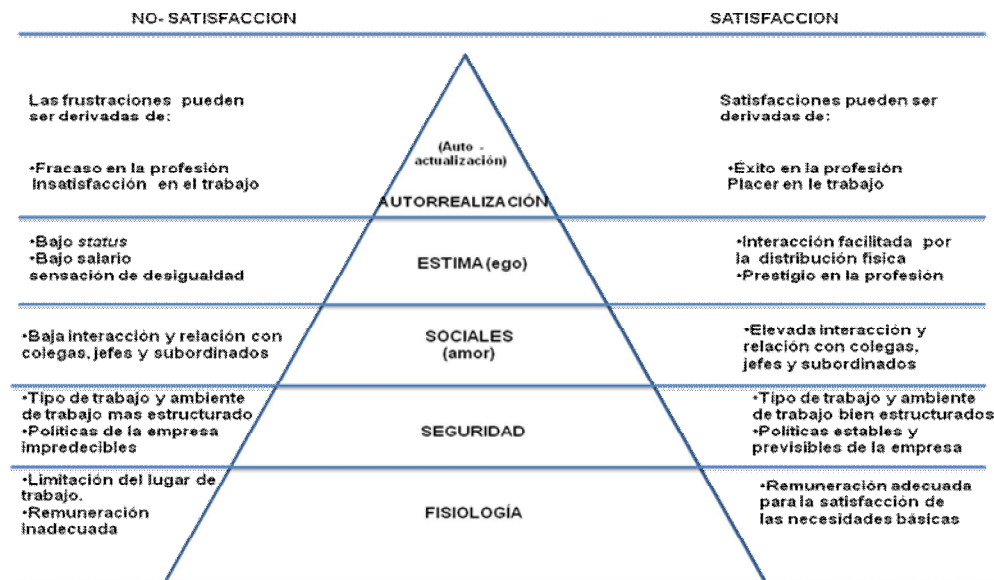 NO- SATISFACCION
SATISFACCION
Las frustraciones pueden
ser derivadas de:
•Fracaso en la profesión
Insatisfacción en el trabajo
(Auto -
actualización)
AUTORREALIZACIÓN
Satisfacciones pueden ser
derivadas de:
•Exito en la profesión
Placer en le trabajo
•Bajo status
•Bajo salario
sensación de desigualdad
ESTIMA (ego)
•Interacción facilitada por
la distribución física
•Prestigio en la profesión
•Baja interacción y relación con
colegas, jefes y subordinados
SOCIALES
(amor)
•Elevada interacción y
relación con colegas,
jefes y subordinados
•Tipo de trabajo y ambiente
de trabajo mas estructurado
•Políticas de la empresa
impredecibles
SEGURIDAD
•Tipo de trabajo y ambiente
de trabajo bien estructurados
•Políticas estables y
previsibles de la empresa
•Limitación del lugar de
trabajo.
•Remuneración
inadecuada
FISIOLOGÍA
•Remuneración adecuada
para la satisfacción de
las necesidades básicas